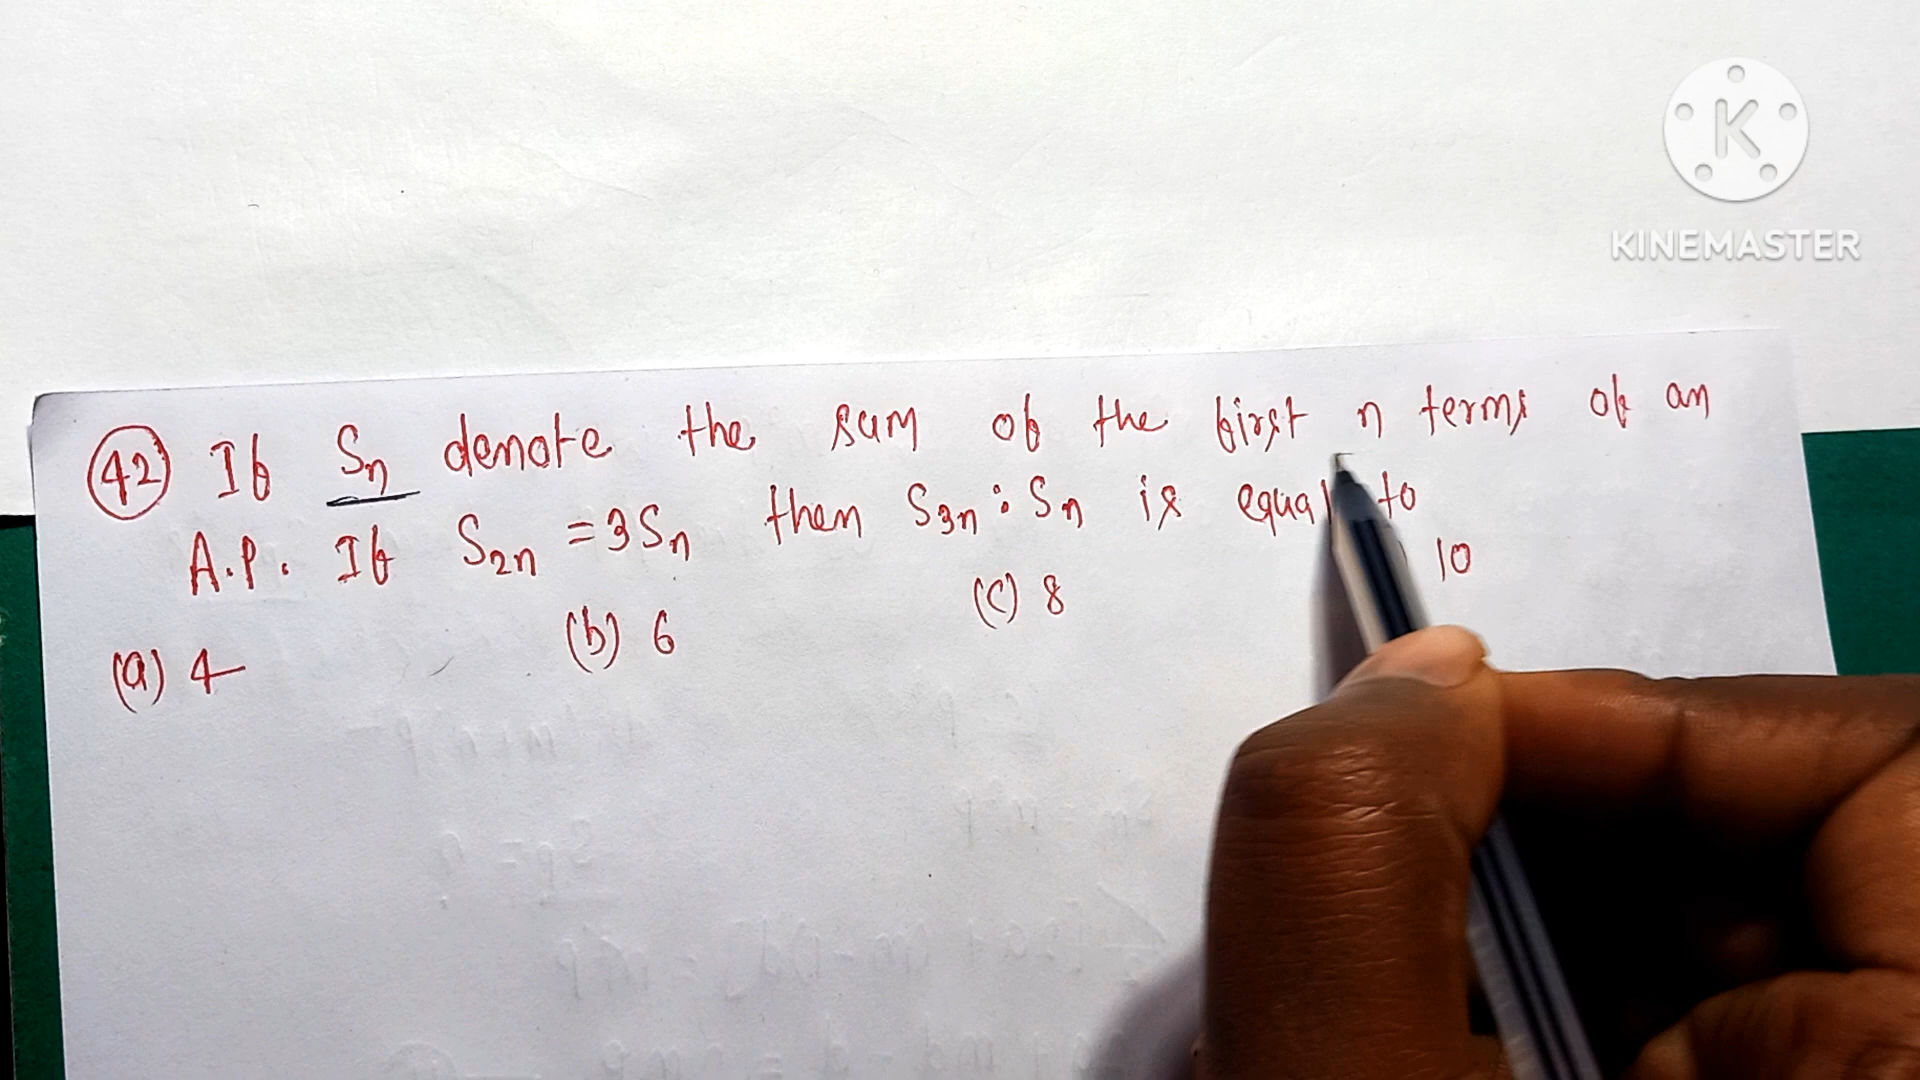 K
KINEMASTER
42 If Sn denote the sum of the first n terms of an
A.P. If S2n = 3Sn then S3n : Sn is equal to
(a) 4 (b) 6 (c) 8 ) 10